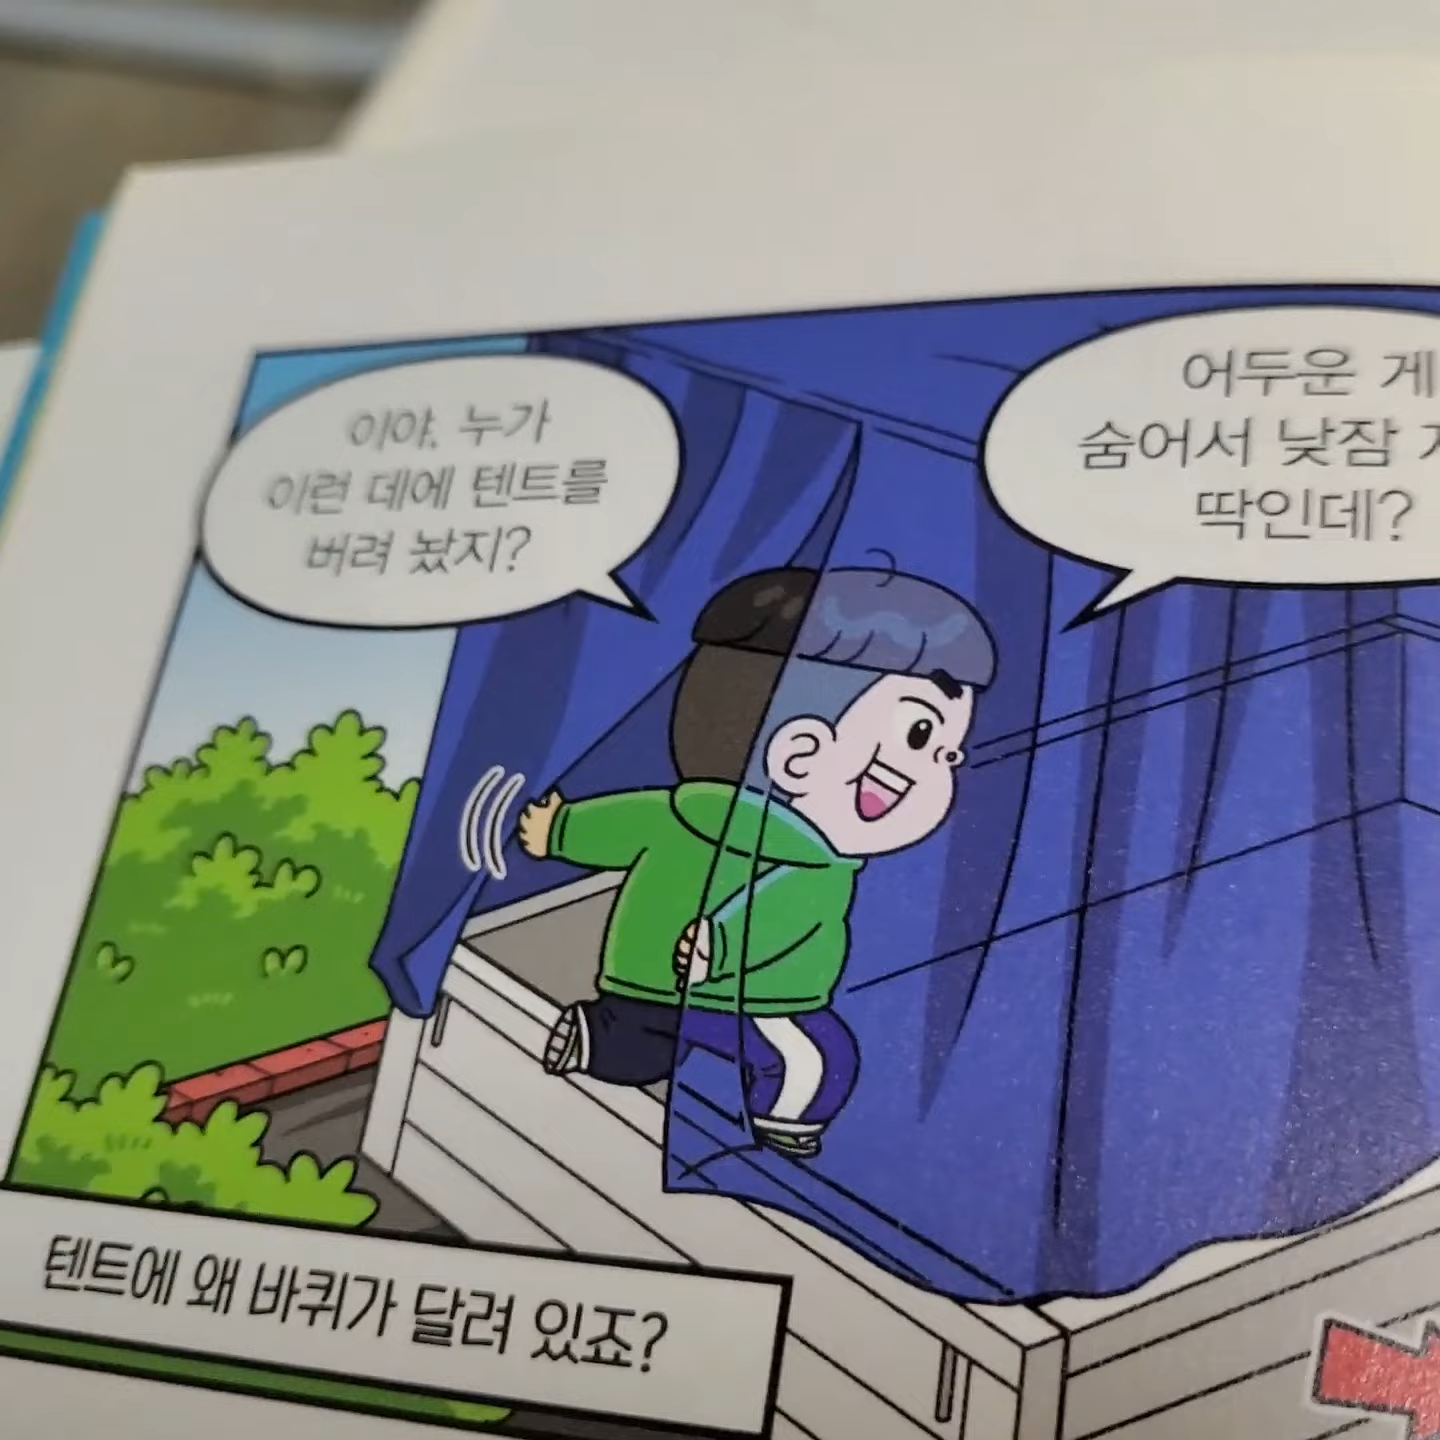 이야, 누가
이런 데에 텐트를
버려 놨지?
어두운 게
숨어서 낮잠
딱인데?
텐트에 왜 바퀴가 달려 있죠?